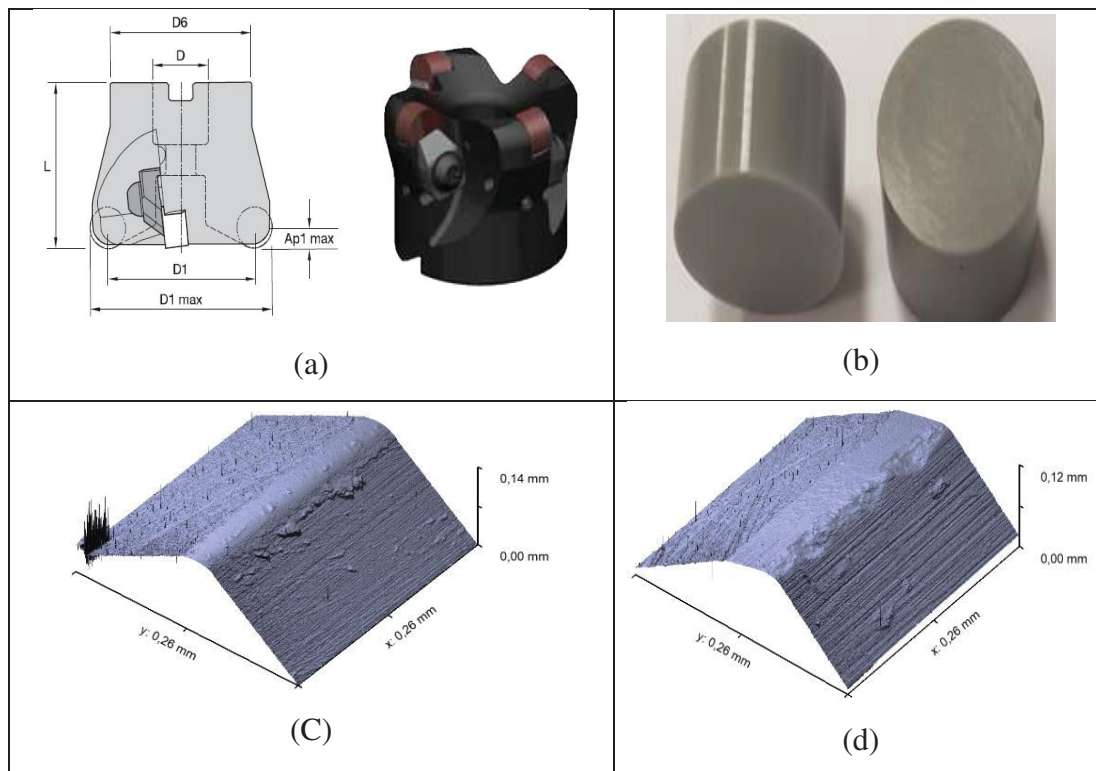 D6
D
L
Ap1 max
D1
D1 max
(a)
(b)
0,14 mm
0,00 mm
y: 0,26 mm
x: 0,26 mm
(C)
0,12 mm
0,00 mm
y: 0,26 mm
x: 0,26 mm
(d)